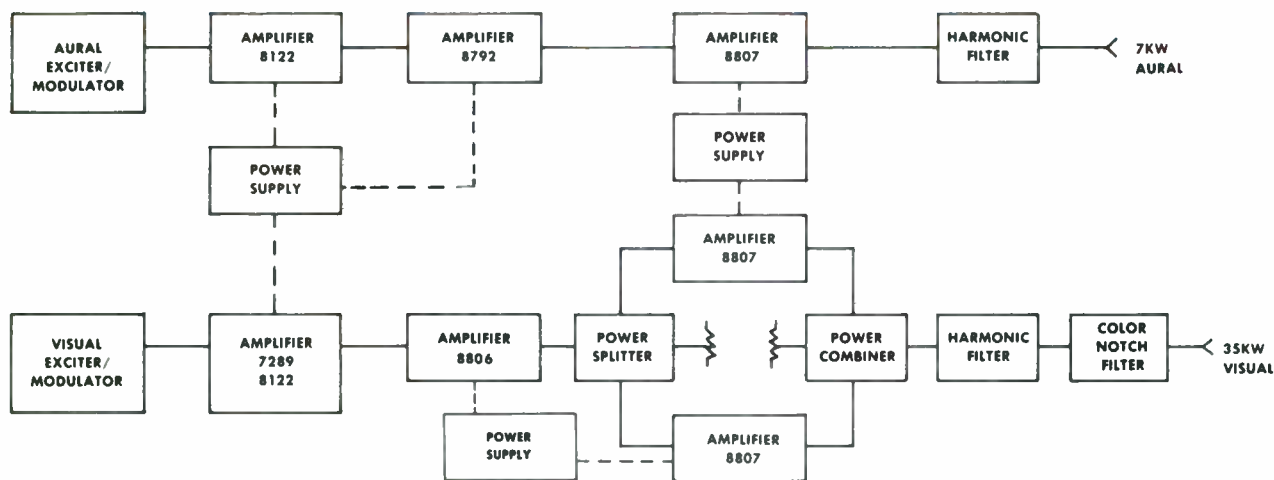 AURAL
EXCITER/
MODULATOR
AMPLIFIER
8122
AMPLIFIER
8792
AMPLIFIER
8807
HARMONIC
FILTER
7KW
AURAL
POWER
SUPPLY
POWER
SUPPLY
AMPLIFIER
8807
VISUAL
EXCITER/
MODULATOR
AMPLIFIER
7289
8122
AMPLIFIER
8806
POWER
SPLITTER
POWER
COMBINER
HARMONIC
FILTER
COLOR
NOTCH
FILTER
35KW
VISUAL
POWER
SUPPLY
AMPLIFIER
8807